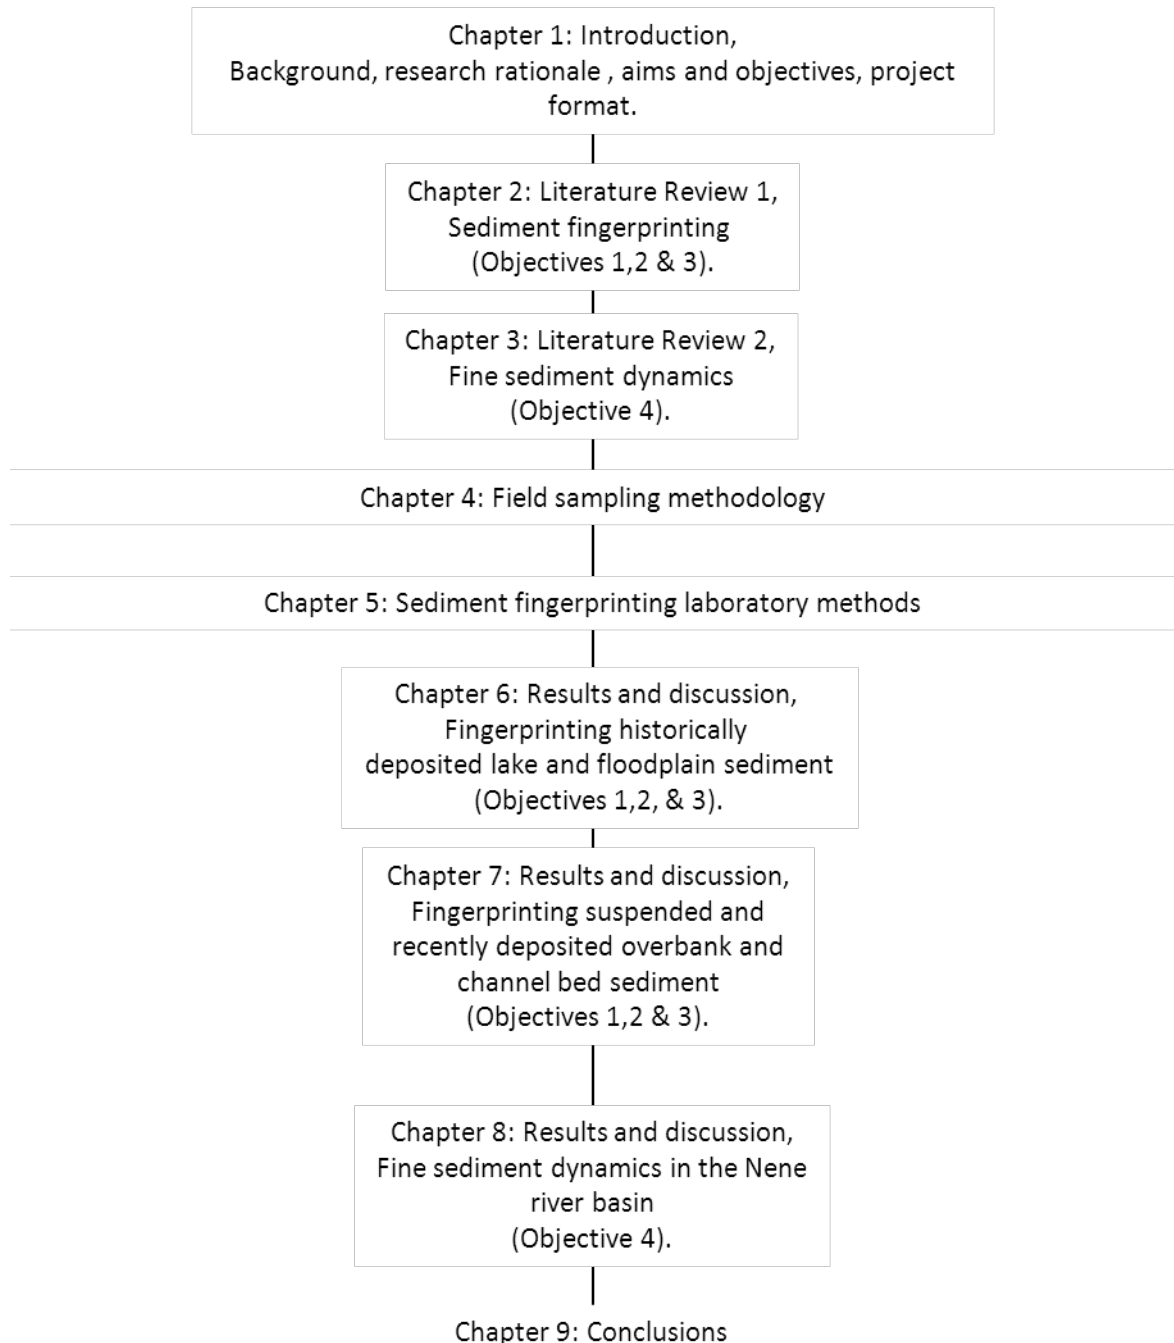 Chapter 1: Introduction,
Background, research rationale , aims and objectives, project
format.
Chapter 2: Literature Review 1,
Sediment fingerprinting
(Objectives 1,2 & 3).
Chapter 3: Literature Review 2,
Fine sediment dynamics
(Objective 4).
Chapter 4: Field sampling methodology
Chapter 5: Sediment fingerprinting laboratory methods
Chapter 6: Results and discussion,
Fingerprinting historically
deposited lake and floodplain sediment
(Objectives 1,2, & 3).
Chapter 7: Results and discussion,
Fingerprinting suspended and
recently deposited overbank and
channel bed sediment
(Objectives 1,2 & 3).
Chapter 8: Results and discussion,
Fine sediment dynamics in the Nene
river basin
(Objective 4).
Chapter 9: Conclusions